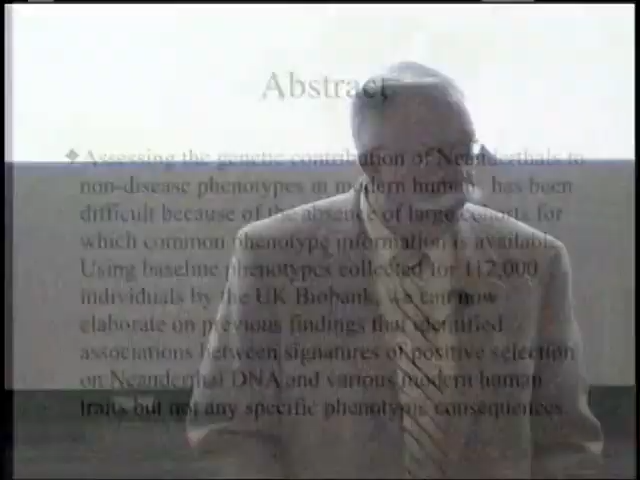 Abstract
❖Assessing the genetic contribution of Neanderthals to
non-disease phenotypes in modern humans has been
difficult because of the absence of large cohorts for
which common phenotype information is available.
Using baseline phenotypes collected for 112,000
individuals by the UK Biobank, we can now
elaborate on previous findings that identified
associations between signatures of positive selection
on Neanderthal DNA and various modern human
traits but not any specific phenotypic consequences.